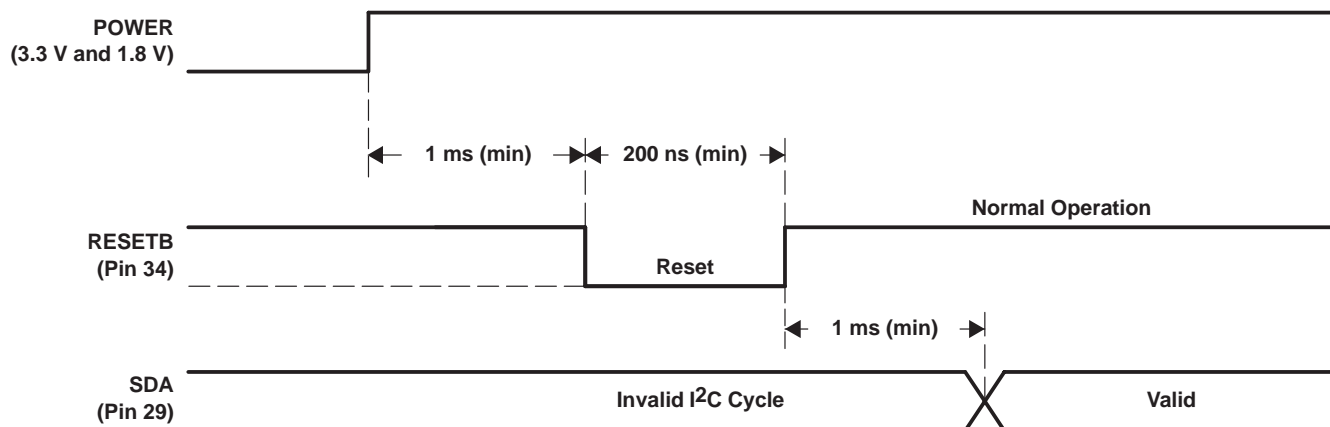 POWER
(3.3 V and 1.8 V)
1 ms (min)
200 ns (min)
Normal Operation
RESETB
(Pin 34)
Reset
1 ms (min)
SDA
(Pin 29)
Invalid I2C Cycle
Valid